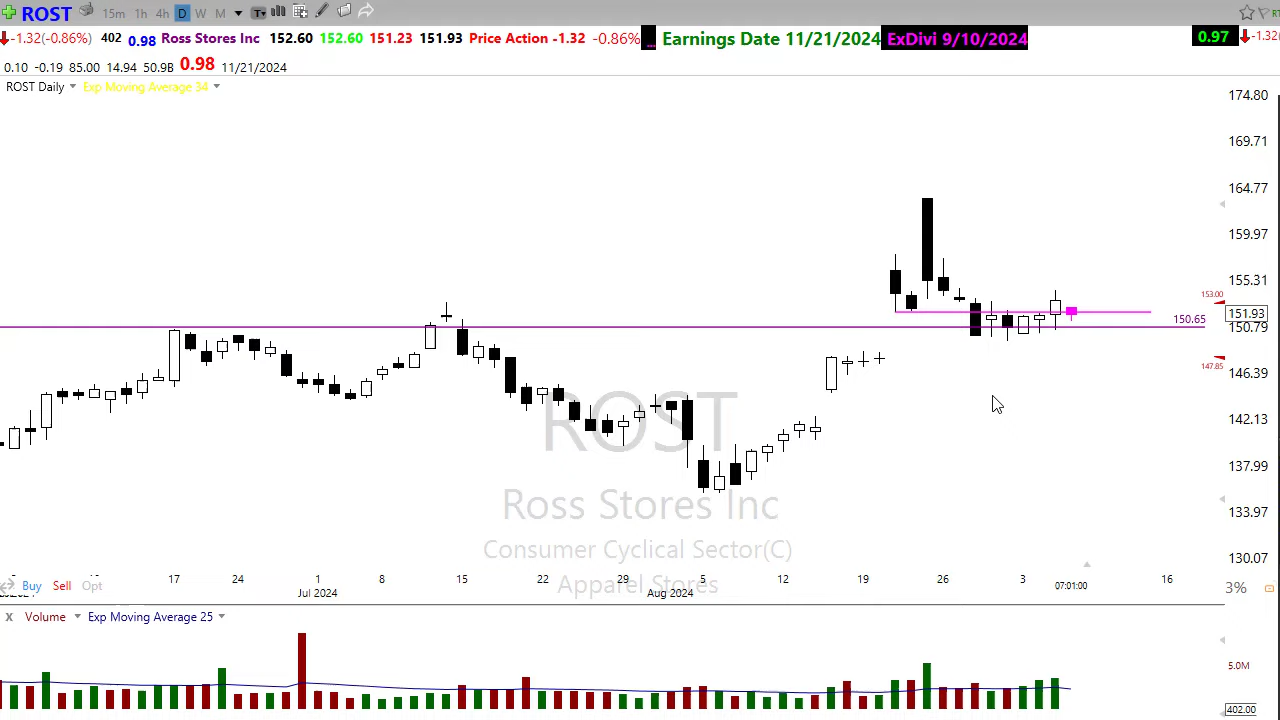 ROST 15m 1h 4h D W M T
-1.32(-0.86%) 402 0.98 Ross Stores Inc 152.60 152.60 151.23 151.93 Price Action -1.32 -0.86% ... Earnings Date 11/21/2024 ExDivi 9/10/2024 0.97 -1.32(
0.10 -0.19 85.00 14.94 50.9B 0.98 11/21/2024
ROST Daily Exp Moving Average 34
174.80
169.71
164.77
159.97
155.31
153.00
151.93
150.65
150.79
147.85
146.39
142.13
137.99
133.97
130.07
ROST
Ross Stores Inc
Consumer Cyclical Sector(C)
Apparel Stores
17 24 1 8 15 22 29 5 12 19 26 3 16
Buy Sell Opt 07:01:00 3%
Jul 2024 Aug 2024
X Volume Exp Moving Average 25
5.0M
402.00